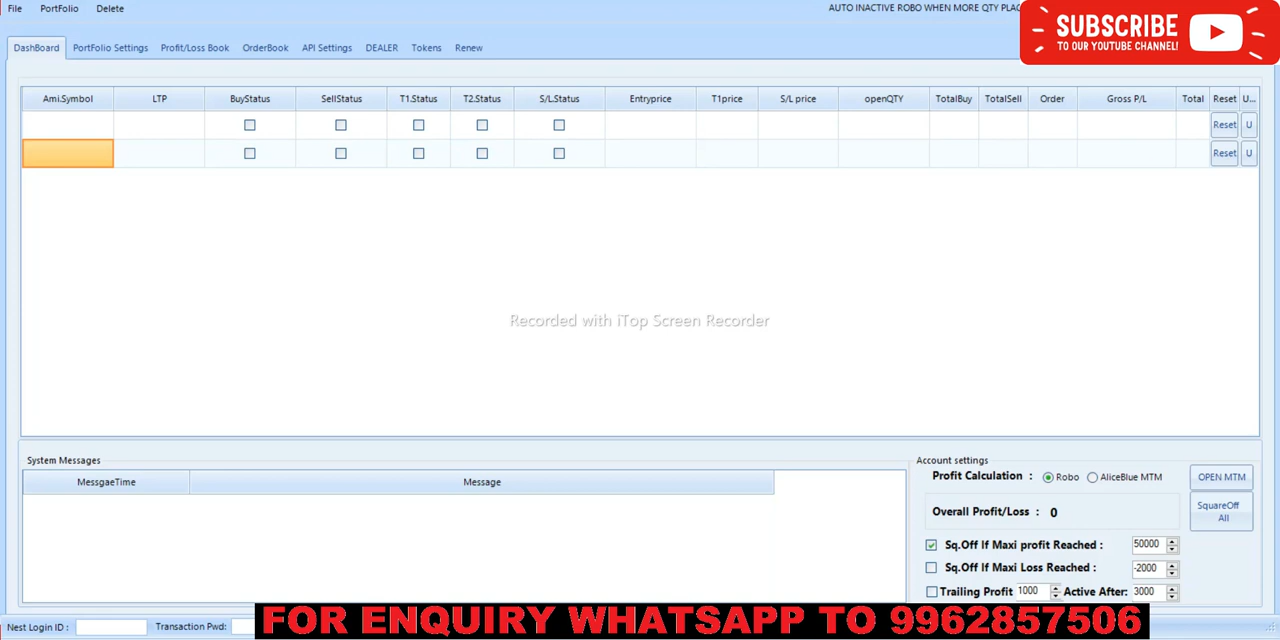 File PortFolio Delete AUTO INACTIVE ROBO WHEN MORE QTY PLAC
SUBSCRIBE
TO OUR YOUTUBE CHANNEL!
DashBoard PortFolio Settings Profit/Loss Book OrderBook API Settings DEALER Tokens Renew
Ami.Symbol LTP BuyStatus SellStatus T1.Status T2.Status S/L.Status Entryprice T1price S/L price openQTY TotalBuy TotalSell Order Gross P/L Total Reset U...
Reset U
Reset U
Recorded with iTop Screen Recorder
System Messages
MessgaeTime Message
Account settings
Profit Calculation : Robo AliceBlue MTM OPEN MTM
Overall Profit/Loss : 0
SquareOff
All
Sq.Off If Maxi profit Reached : 50000
Sq.Off If Maxi Loss Reached : -2000
Trailing Profit 1000 Active After: 3000
Nest Login ID : Transaction Pwd:
FOR ENQUIRY WHATSAPP TO 9962857506